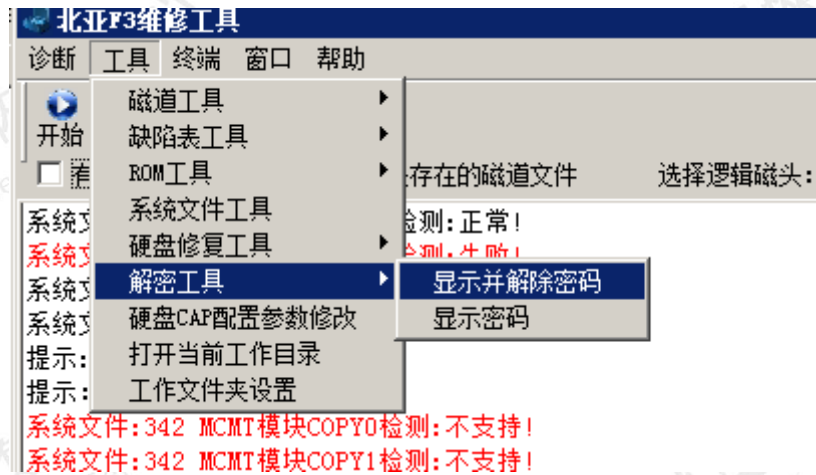 北亚F3维修工具
诊断 工具 终端 窗口 帮助
开始
磁道工具
缺陷表工具
ROM工具
系统文件工具
硬盘修复工具
解密工具
硬盘CAP配置参数修改
打开当前工作目录
工作文件夹设置
显示并解除密码
显示密码
存在的磁道文件 选择逻辑磁头:
系统文 检测:正常!
系统文 检测:失败!
系统文
系统文
提示:
提示:
系统文件:342 MCMT模块COPY0检测:不支持!
系统文件:342 MCMT模块COPY1检测:不支持!